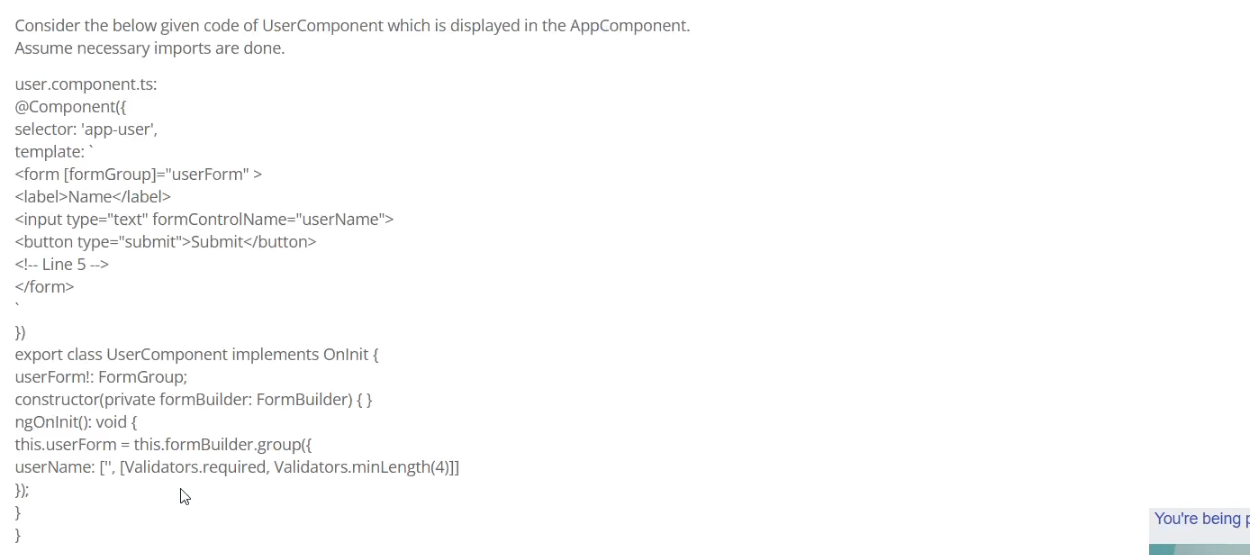 Consider the below given code of UserComponent which is displayed in the AppComponent.
Assume necessary imports are done.
user.component.ts:
@Component({
selector: 'app-user',
template: `
<form [formGroup]="userForm" >
<label>Name</label>
<input type="text" formControlName="userName">
<button type="submit">Submit</button>
<!-- Line 5 -->
</form>
`
})
export class UserComponent implements OnInit {
userForm!: FormGroup;
constructor(private formBuilder: FormBuilder) { }
ngOnInit(): void {
this.userForm = this.formBuilder.group({
userName: ['', [Validators.required, Validators.minLength(4)]]
});
}
}
You're being